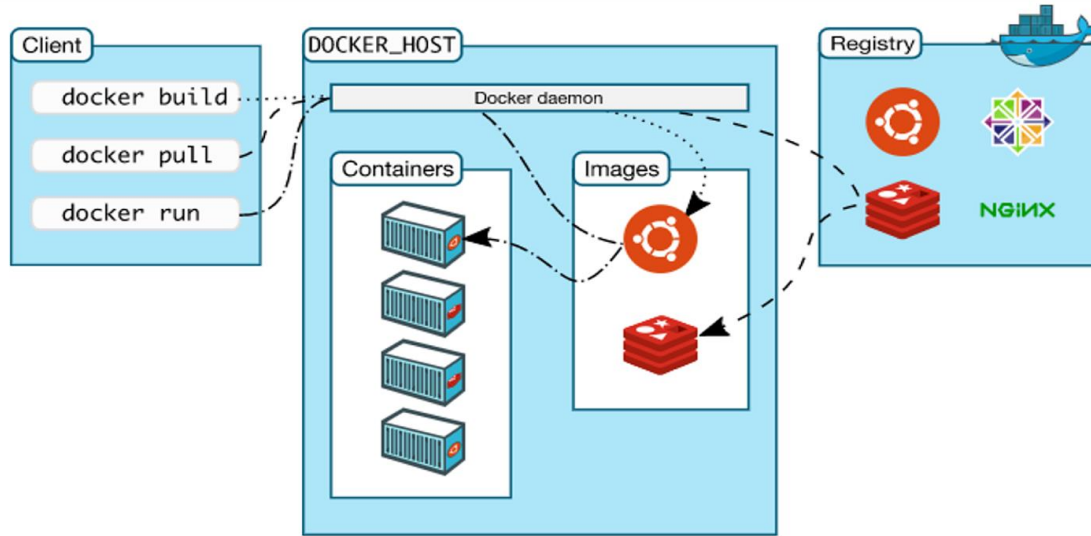 Client
docker build
docker pull
docker run
DOCKER_HOST
Docker daemon
Containers
Images
Registry
NGINX